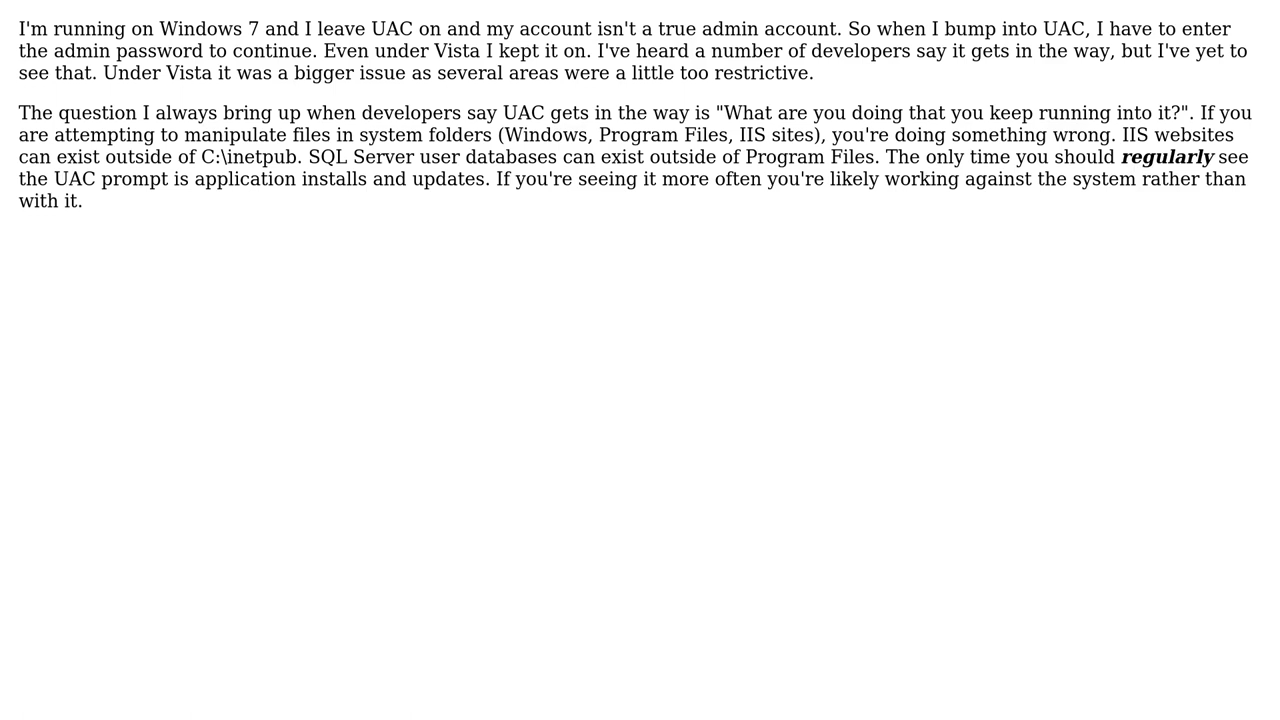 I'm running on Windows 7 and I leave UAC on and my account isn't a true admin account. So when I bump into UAC, I have to enter
the admin password to continue. Even under Vista I kept it on. I've heard a number of developers say it gets in the way, but I've yet to
see that. Under Vista it was a bigger issue as several areas were a little too restrictive.
The question I always bring up when developers say UAC gets in the way is "What are you doing that you keep running into it?". If you
are attempting to manipulate files in system folders (Windows, Program Files, IIS sites), you're doing something wrong. IIS websites
can exist outside of C:\inetpub. SQL Server user databases can exist outside of Program Files. The only time you should regularly see
the UAC prompt is application installs and updates. If you're seeing it more often you're likely working against the system rather than
with it.